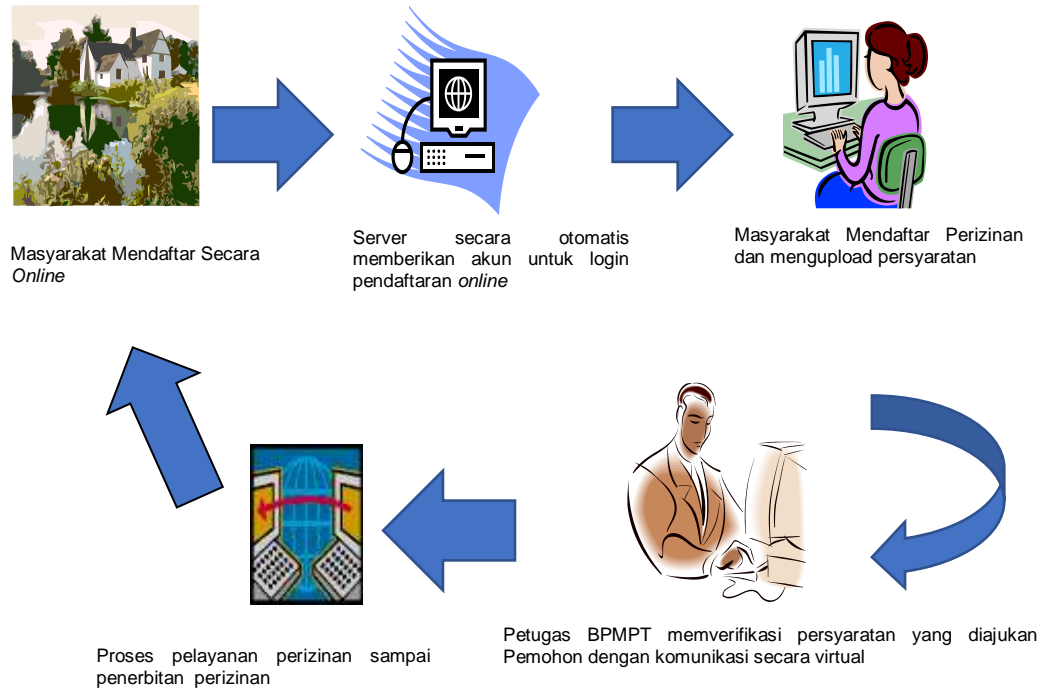 Masyarakat Mendaftar Secara
Online
Server secara otomatis
memberikan akun untuk login
pendaftaran online
Masyarakat Mendaftar Perizinan
dan mengupload persyaratan
Petugas BPMPT memverifikasi persyaratan yang diajukan
Pemohon dengan komunikasi secara virtual
Proses pelayanan perizinan sampai
penerbitan perizinan